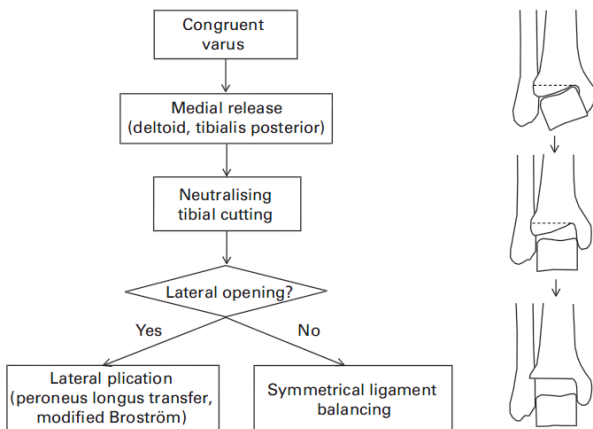 Congruent
varus
Medial release
(deltoid, tibialis posterior)
Neutralising
tibial cutting
Lateral opening?
Yes
No
Lateral plication
(peroneus longus transfer,
modified Broström)
Symmetrical ligament
balancing